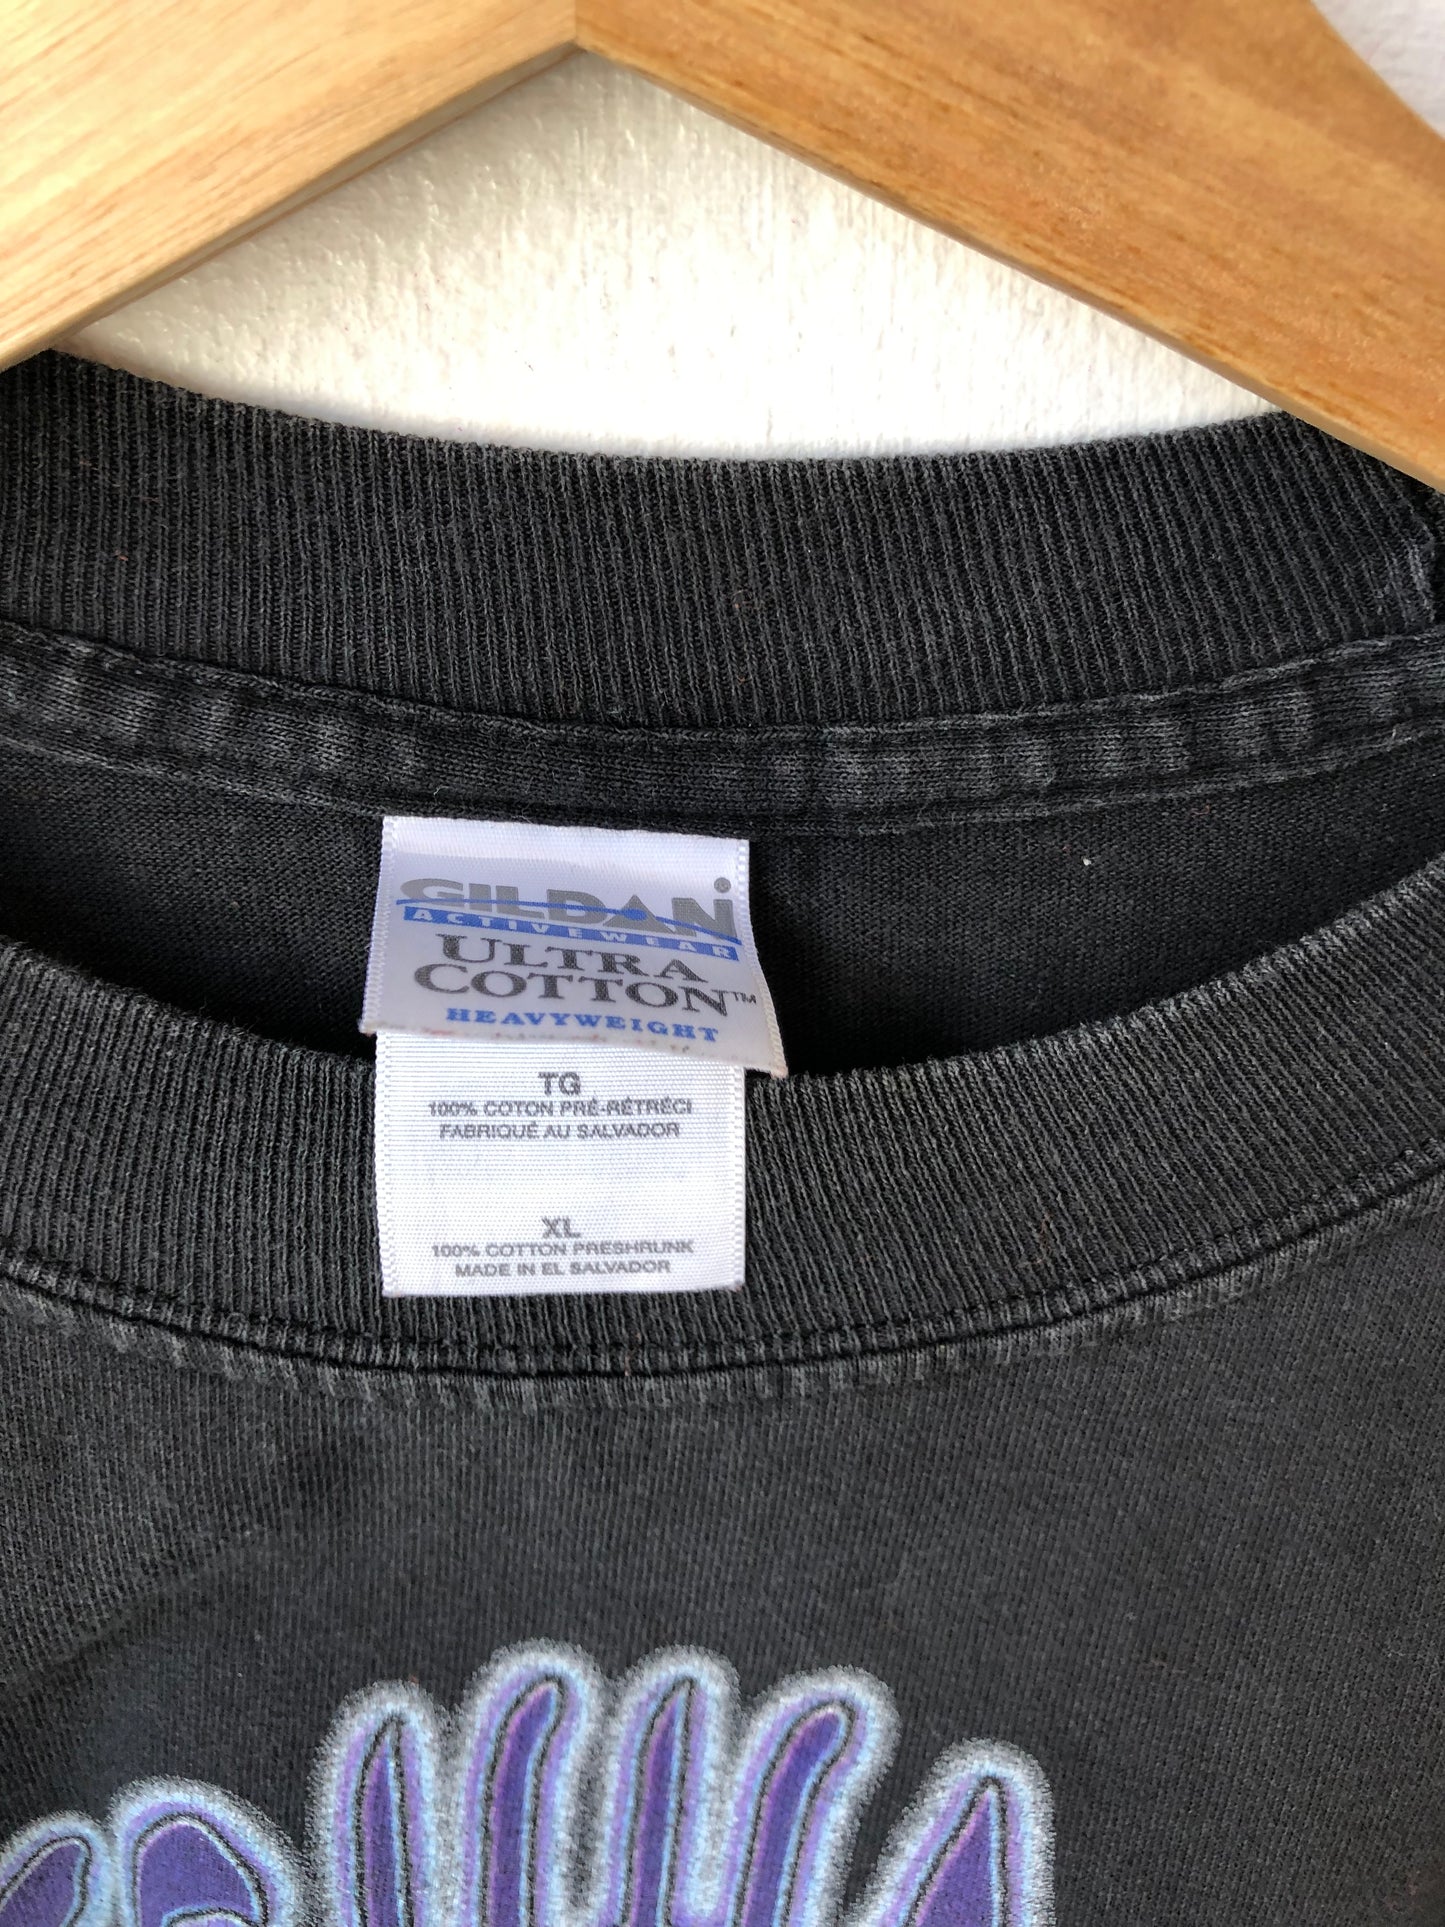 GILDAN®
ACTIVEWEAR
ULTRA
COTTON™
HEAVYWEIGHT
TG
100% COTON PRÉ-RÉTRÉCI
FABRIQUÉ AU SALVADOR
XL
100% COTTON PRESHRUNK
MADE IN EL SALVADOR